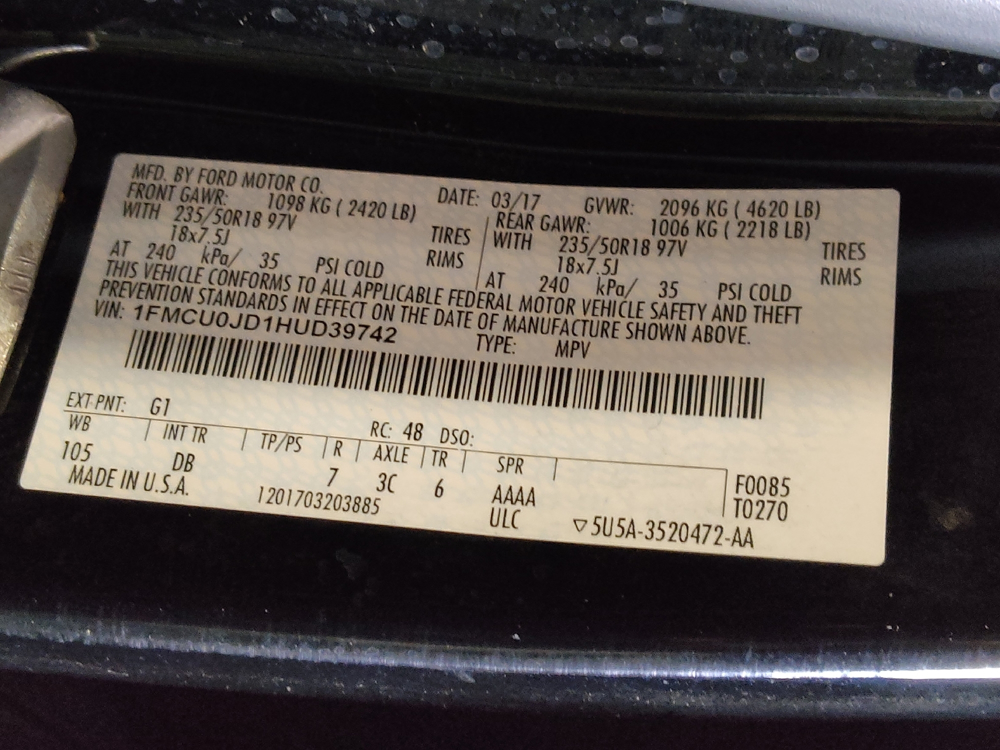 MFD. BY FORD MOTOR CO.
DATE: 03/17 GVWR: 2096 KG ( 4620 LB)
FRONT GAWR: 1098 KG ( 2420 LB) REAR GAWR: 1006 KG ( 2218 LB)
WITH 235/50R18 97V TIRES WITH 235/50R18 97V TIRES
18x7.5J RIMS 18x7.5J RIMS
AT 240 kPa/ 35 PSI COLD AT 240 kPa/ 35 PSI COLD
THIS VEHICLE CONFORMS TO ALL APPLICABLE FEDERAL MOTOR VEHICLE SAFETY AND THEFT
PREVENTION STANDARDS IN EFFECT ON THE DATE OF MANUFACTURE SHOWN ABOVE.
VIN: 1FMCU0JD1HUD39742 TYPE: MPV
EXT PNT: G1 RC: 48 DSO:
WB INT TR TP/PS R AXLE TR SPR
105 DB 7 3C 6 AAAA F0085
MADE IN U.S.A. 1201703203885 ULC T0270
▽5U5A-3520472-AA